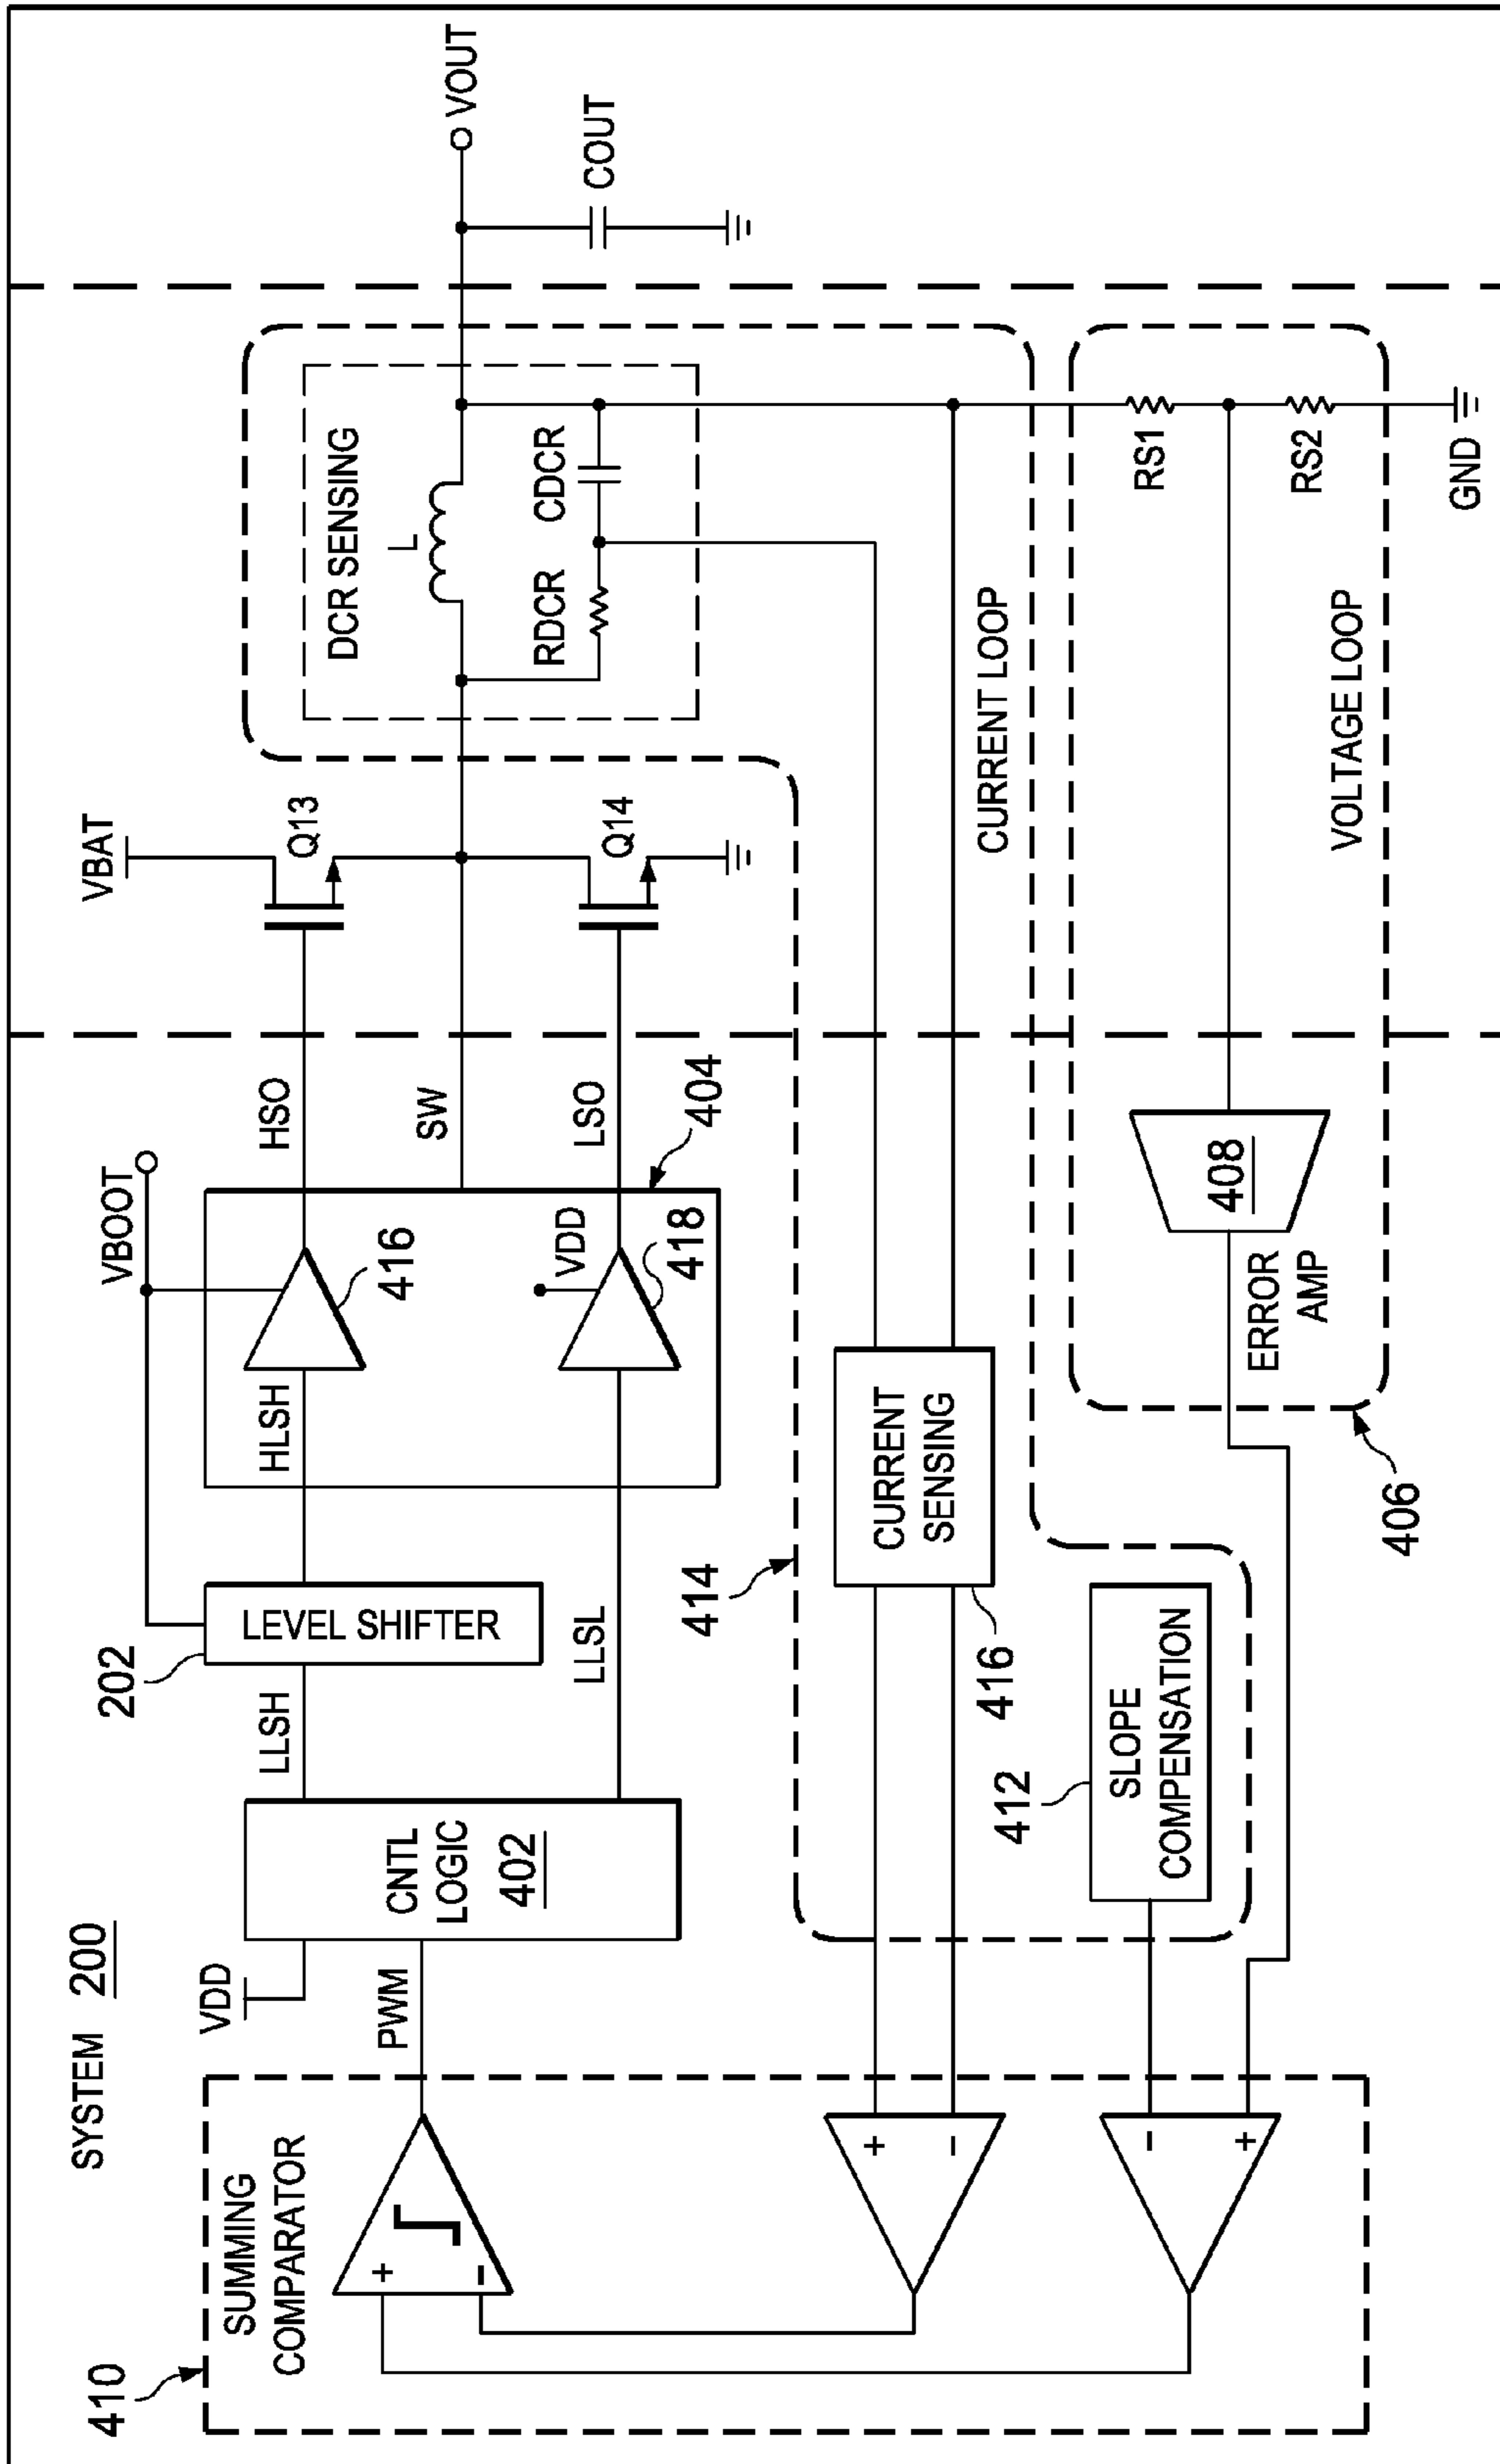 SYSTEM 200
410
SUMMING
COMPARATOR
+
-
PWM
VDD
CNTL
LOGIC
402
LLSH
LLSL
202
LEVEL SHIFTER
VBOOT
HLSH
416
VDD
418
404
HSO
SW
LSO
VBAT
Q13
Q14
DCR SENSING
L
RDCR
CDCR
VOUT
COUT
414
CURRENT
SENSING
416
CURRENT LOOP
+
-
412
SLOPE
COMPENSATION
-
+
ERROR
AMP
408
406
VOLTAGE LOOP
RS1
RS2
GND